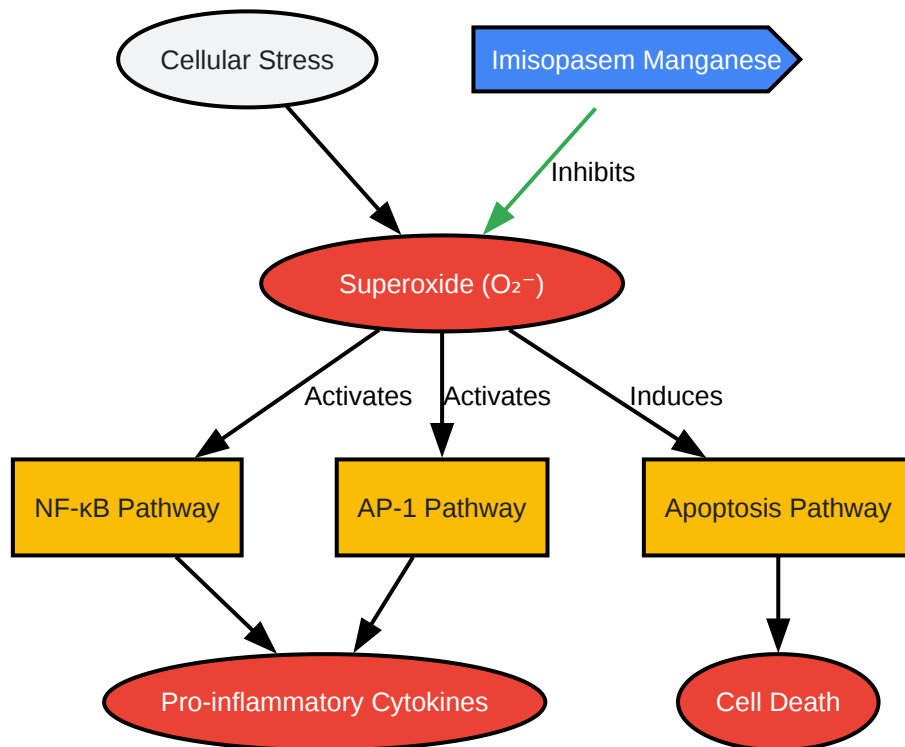 Cellular Stress
Imisopasem Manganese
Inhibits
Superoxide (O₂⁻)
Activates
Activates
Induces
NF-κB Pathway
AP-1 Pathway
Apoptosis Pathway
Pro-inflammatory Cytokines
Cell Death